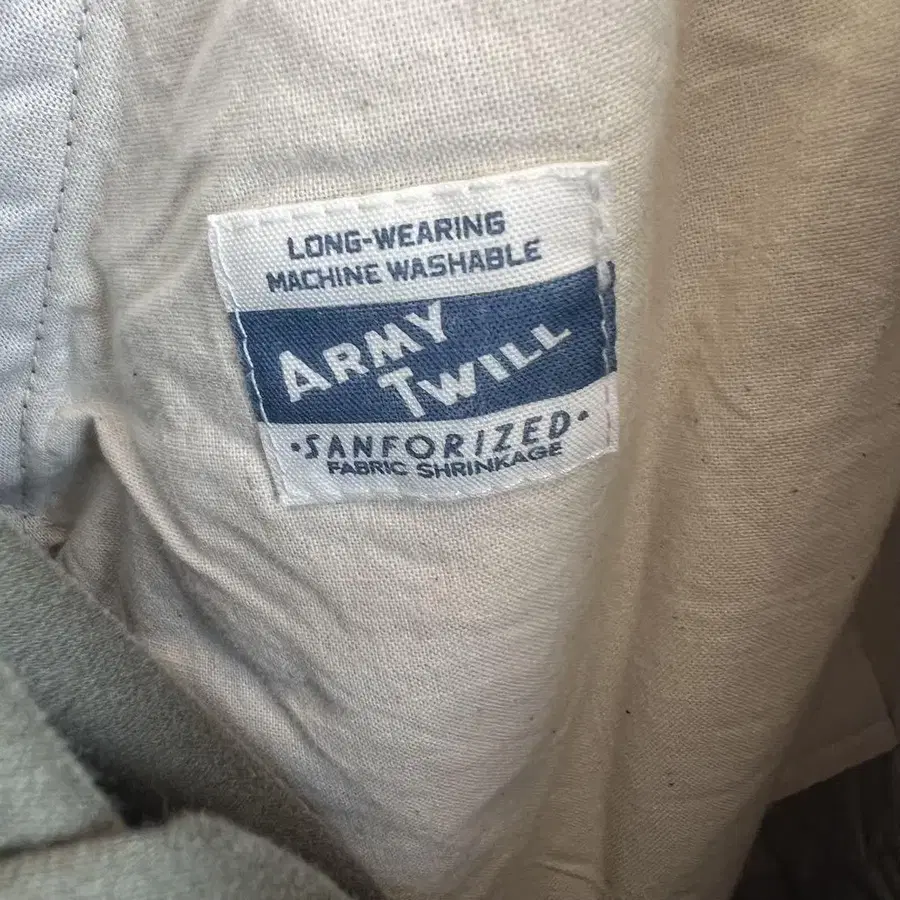 LONG-WEARING
MACHINE WASHABLE
ARMY
TWILL
·SANFORIZED·
FABRIC SHRINKAGE